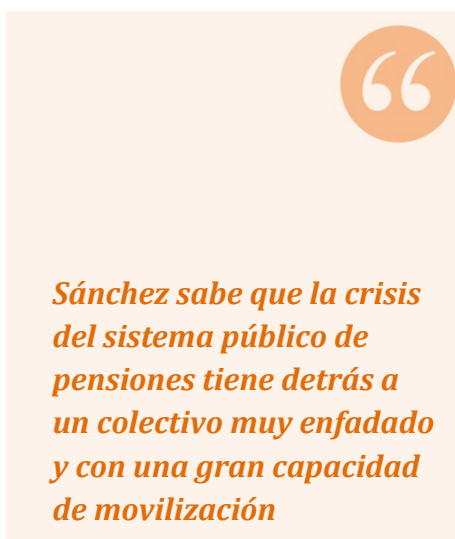 “
Sánchez sabe que la crisis
del sistema público de
pensiones tiene detrás a
un colectivo muy enfadado
y con una gran capacidad
de movilización